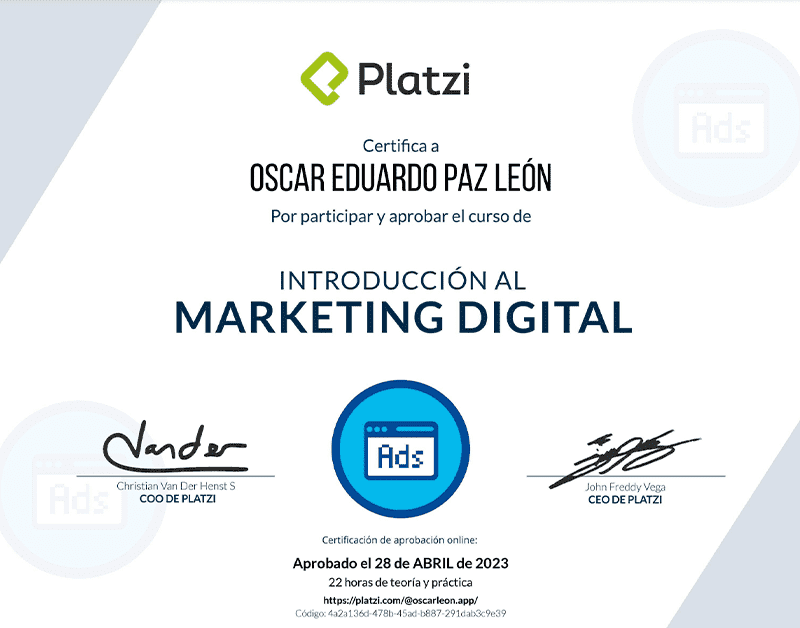 Platzi
Certifica a
OSCAR EDUARDO PAZ LEÓN
Por participar y aprobar el curso de
INTRODUCCIÓN AL
MARKETING DIGITAL
Ads
Vander
Christian Van Der Henst S
COO DE PLATZI
Ads
Ads
John Freddy Vega
CEO DE PLATZI
Certificación de aprobación online:
Aprobado el 28 de ABRIL de 2023
22 horas de teoría y práctica
https://platzi.com/@oscarleon.app/
Código: 4a2a136d-478b-45ad-b887-291dab3c9e39